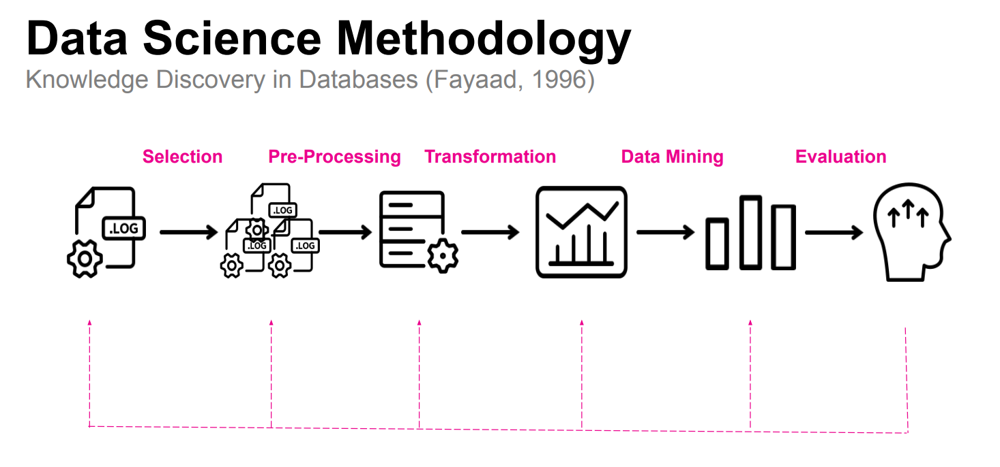 Data Science Methodology
Knowledge Discovery in Databases (Fayaad, 1996)
Selection Pre-Processing Transformation Data Mining Evaluation
.LOG
.LOG
.LOG
.LOG